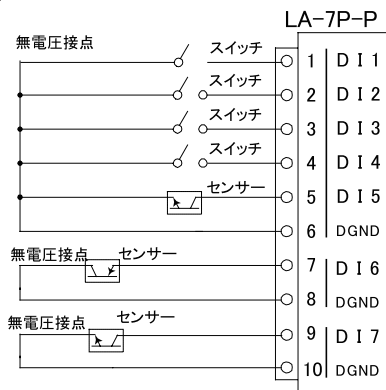 LA-7P-P
無電圧接点
スイッチ 1 DI1
スイッチ 2 DI2
スイッチ 3 DI3
スイッチ 4 DI4
センサー 5 DI5
6 DGND
無電圧接点 センサー 7 DI6
8 DGND
無電圧接点 センサー 9 DI7
10 DGND